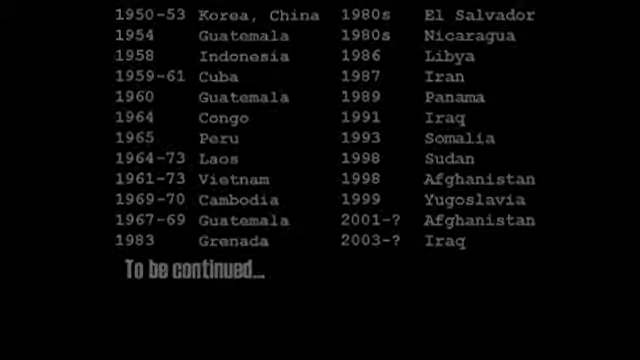 1950-53 Korea, China 1980s El Salvador
1954 Guatemala 1980s Nicaragua
1958 Indonesia 1986 Libya
1959-61 Cuba 1987 Iran
1960 Guatemala 1989 Panama
1964 Congo 1991 Iraq
1965 Peru 1993 Somalia
1964-73 Laos 1998 Sudan
1961-73 Vietnam 1998 Afghanistan
1969-70 Cambodia 1999 Yugoslavia
1967-69 Guatemala 2001-? Afghanistan
1983 Grenada 2003-? Iraq
To be continued...